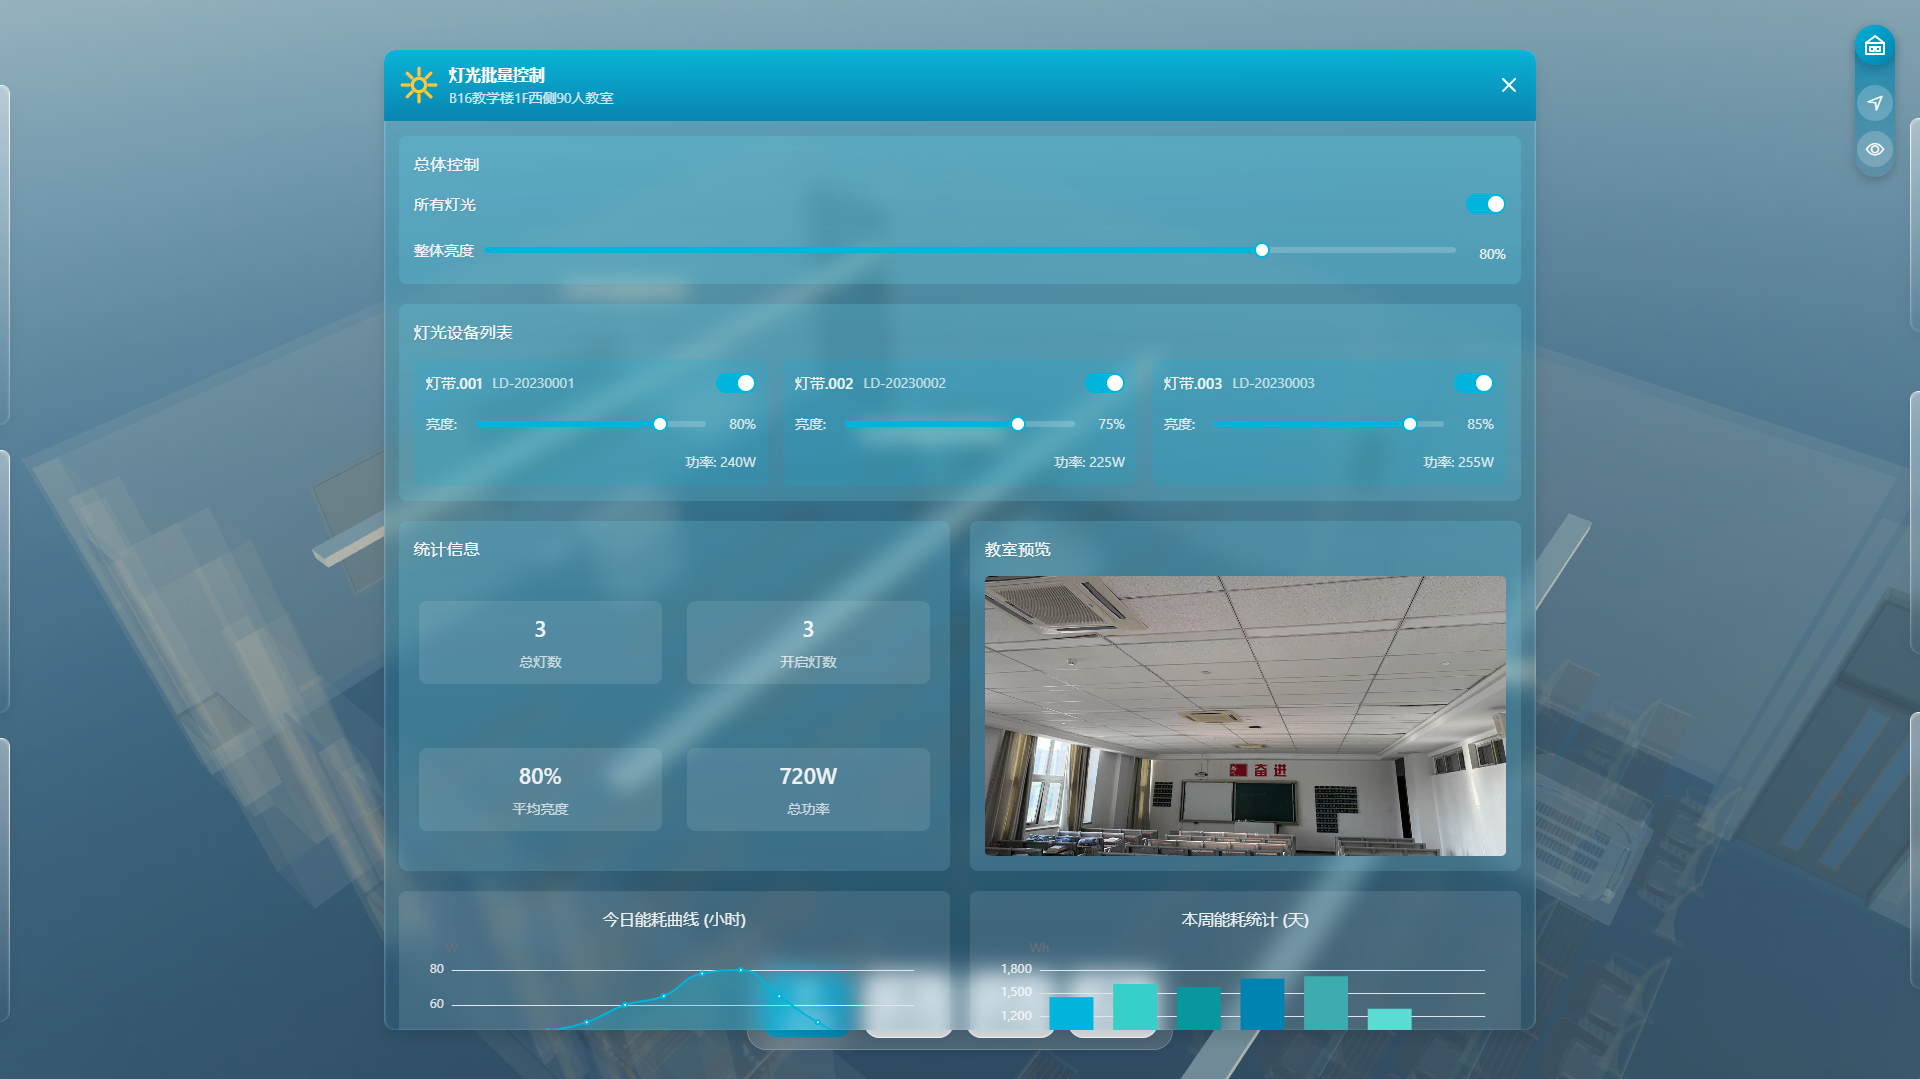 灯光批量控制
B16教学楼1F西侧90人教室
总体控制
所有灯光
整体亮度 80%
灯光设备列表
灯带.001 LD-20230001
亮度: 80%
功率: 240W
灯带.002 LD-20230002
亮度: 75%
功率: 225W
灯带.003 LD-20230003
亮度: 85%
功率: 255W
统计信息
3
总灯数
3
开启灯数
80%
平均亮度
720W
总功率
教室预览
奋进
今日能耗曲线 (小时)
W
80
60
本周能耗统计 (天)
Wh
1,800
1,500
1,200